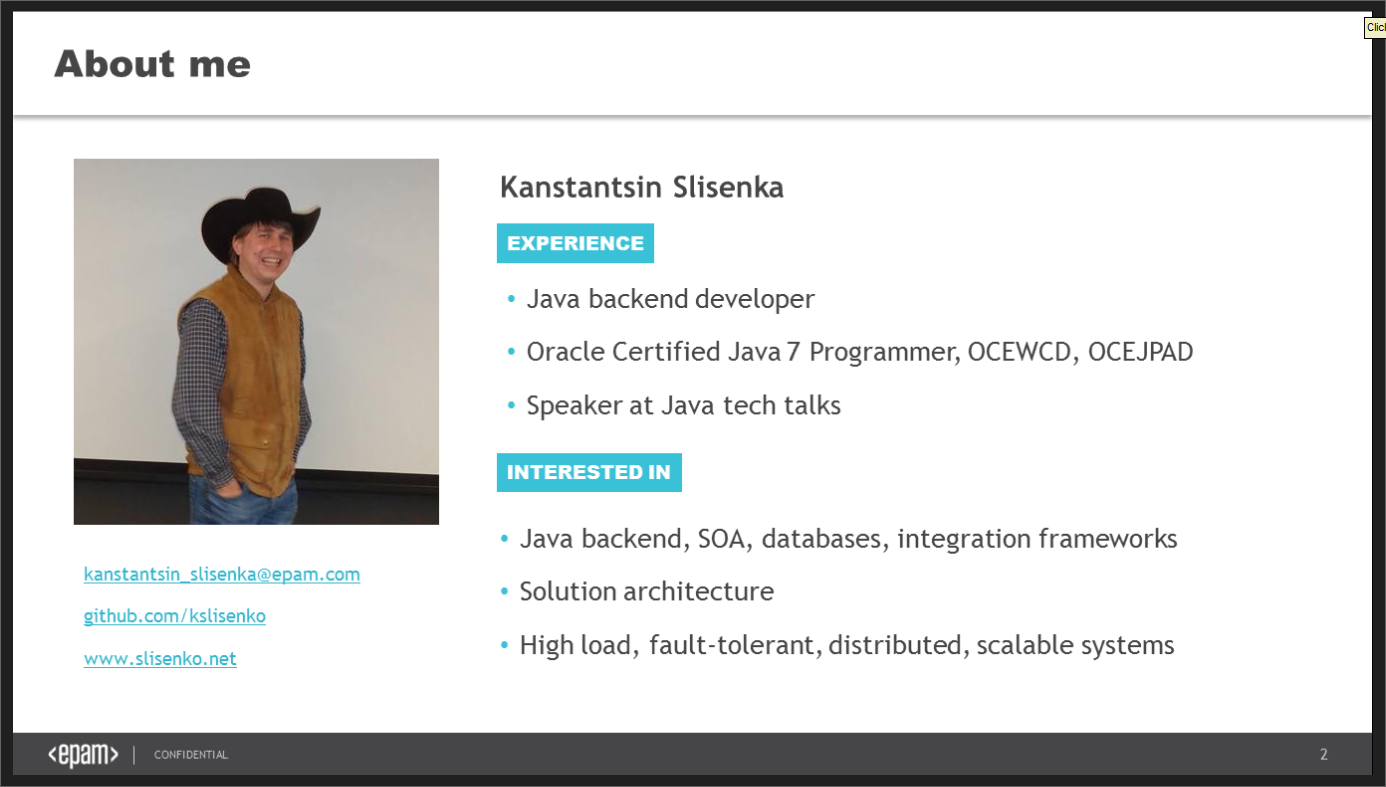 About me
Kanstantsin Slisenka
EXPERIENCE
• Java backend developer
• Oracle Certified Java 7 Programmer, OCEWCD, OCEJPAD
• Speaker at Java tech talks
INTERESTED IN
• Java backend, SOA, databases, integration frameworks
• Solution architecture
• High load, fault-tolerant, distributed, scalable systems
kanstantsin_slisenka@epam.com
github.com/kslisenko
www.slisenko.net
<epam> | CONFIDENTIAL
2